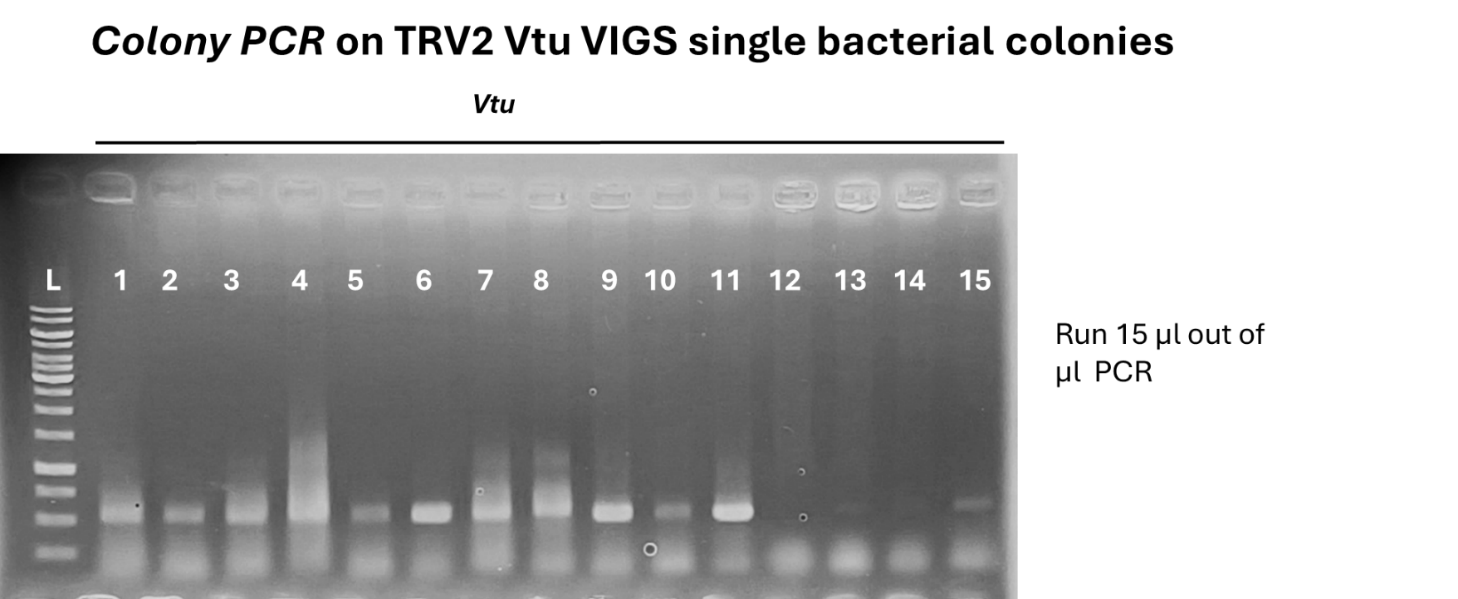 Colony PCR on TRV2 Vtu VIGS single bacterial colonies
Vtu
L 1 2 3 4 5 6 7 8 9 10 11 12 13 14 15
Run 15 µl out of
µl PCR